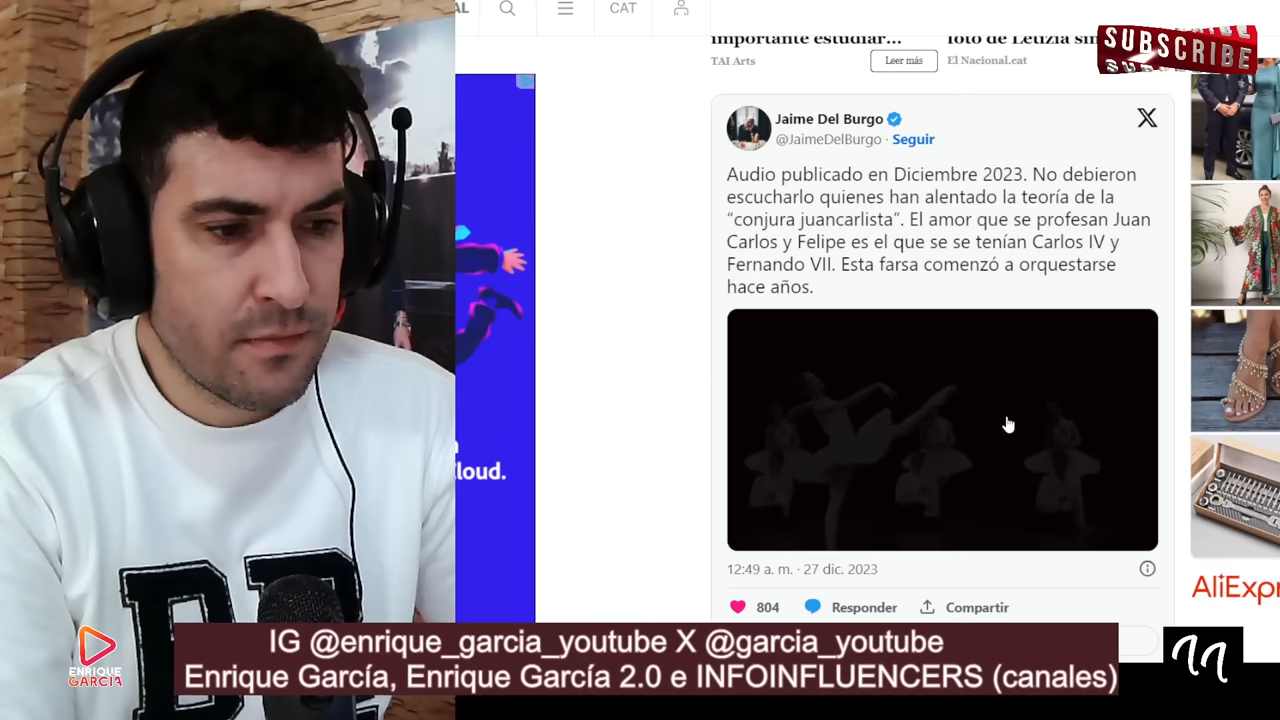 AL
CAT
importante estudiar...
TAI Arts
Leer más
foto de Letizia sin
El Nacional.cat
SUBSCRIBE
Jaime Del Burgo
@JaimeDelBurgo · Seguir
Audio publicado en Diciembre 2023. No debieron
escucharlo quienes han alentado la teoría de la
“conjura juancarlista”. El amor que se profesan Juan
Carlos y Felipe es el que se se tenían Carlos IV y
Fernando VII. Esta farsa comenzó a orquestarse
hace años.
12:49 a. m. · 27 dic. 2023
804
Responder
Compartir
Cloud.
AliExpr
IG @enrique_garcia_youtube X @garcia_youtube
Enrique García, Enrique García 2.0 e INFOINFLUENCERS (canales)
ENRIQUE
GARCÍA